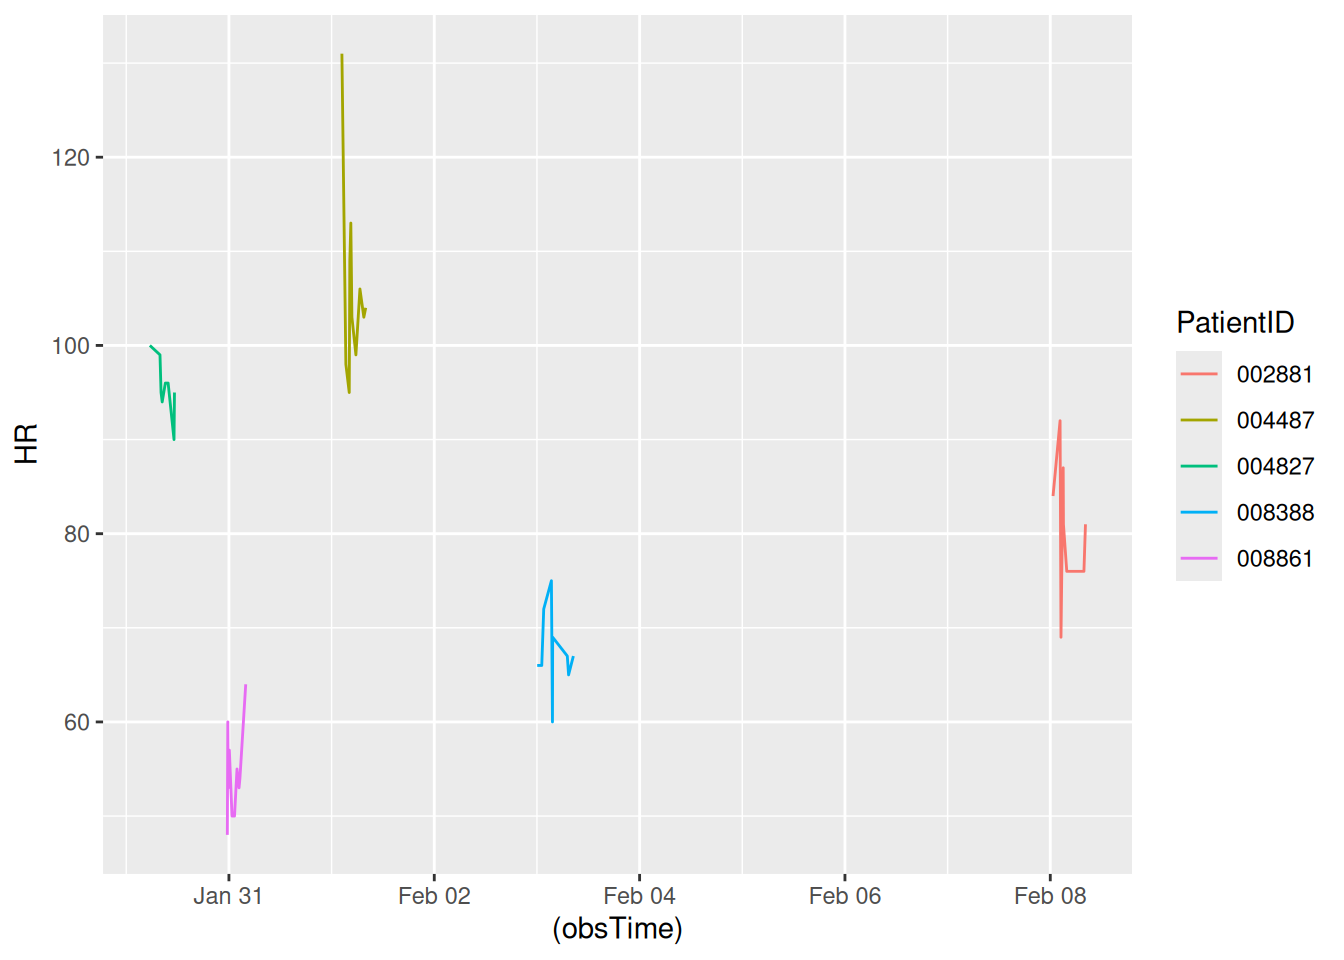 120
100
80
60
HR
Jan 31
Feb 02
Feb 04
Feb 06
Feb 08
(obsTime)
PatientID
002881
004487
004827
008388
008861